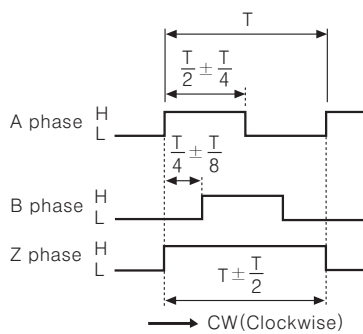 T
T/2 ± T/4
A phase H
L
T/4 ± T/8
B phase H
L
Z phase H
L
T ± T/2
CW(Clockwise)